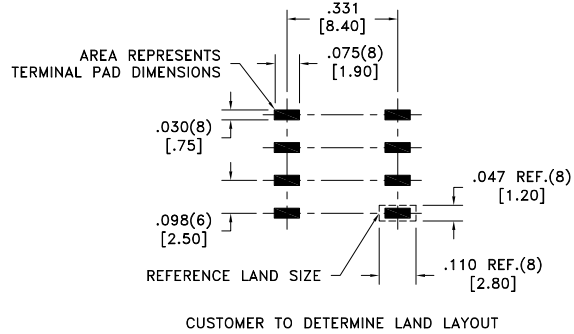 .331
[8.40]
AREA REPRESENTS
TERMINAL PAD DIMENSIONS
.075(8)
[1.90]
.030(8)
[.75]
.047 REF.(8)
[1.20]
.098(6)
[2.50]
REFERENCE LAND SIZE
.110 REF.(8)
[2.80]
CUSTOMER TO DETERMINE LAND LAYOUT